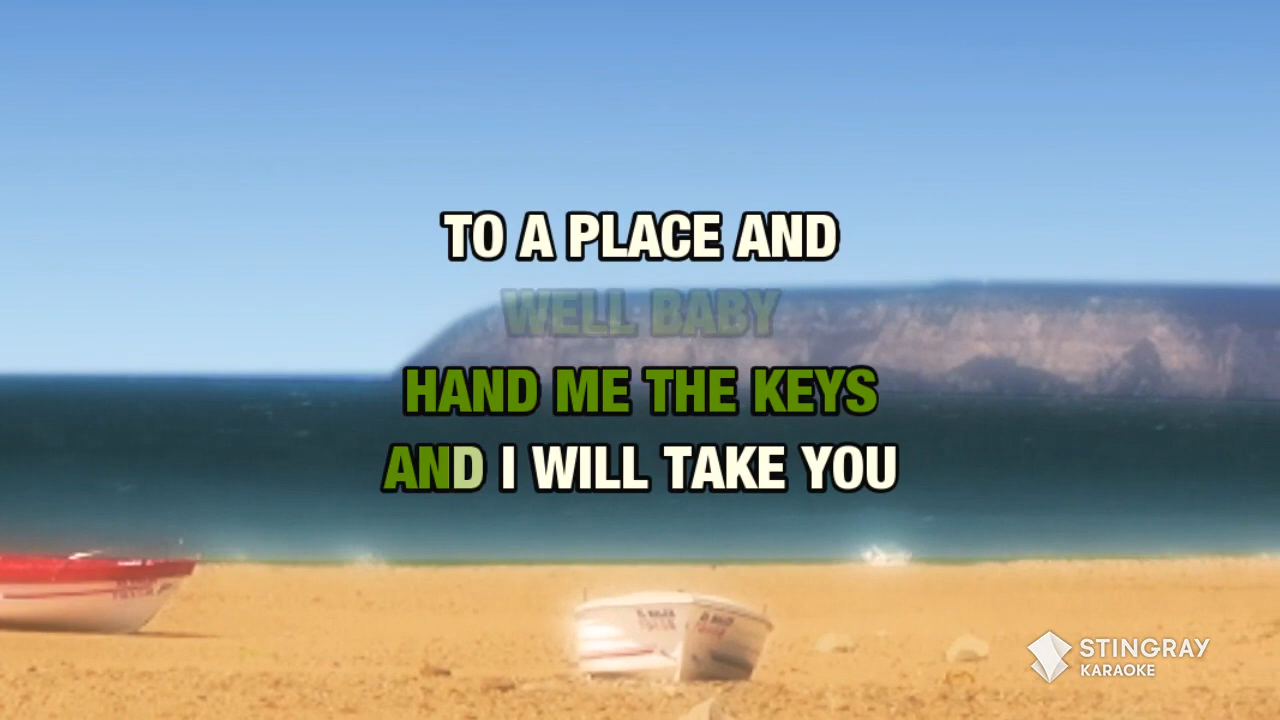 TO A PLACE AND
WELL BABY
HAND ME THE KEYS
AND I WILL TAKE YOU
STINGRAY
KARAOKE